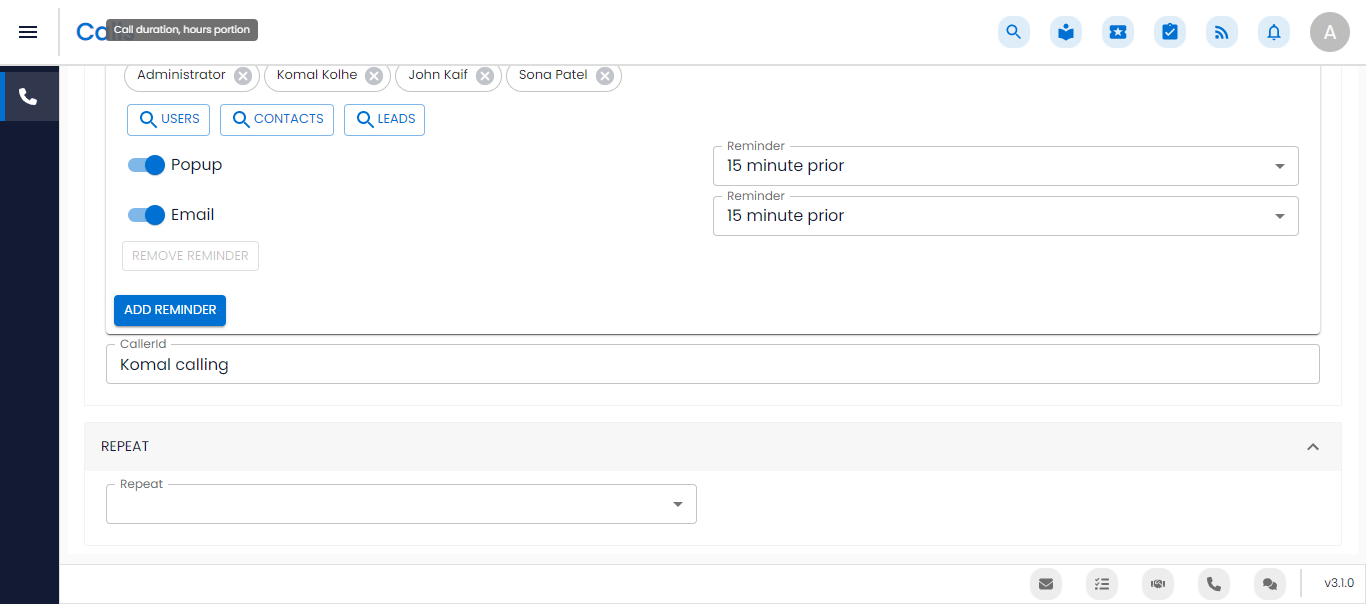 Call duration, hours portion
A
Administrator Komal Kolhe John Kaif Sona Patel
USERS CONTACTS LEADS
Reminder
Popup 15 minute prior
Reminder
Email 15 minute prior
REMOVE REMINDER
ADD REMINDER
CallerId
Komal calling
REPEAT
Repeat
v3.1.0